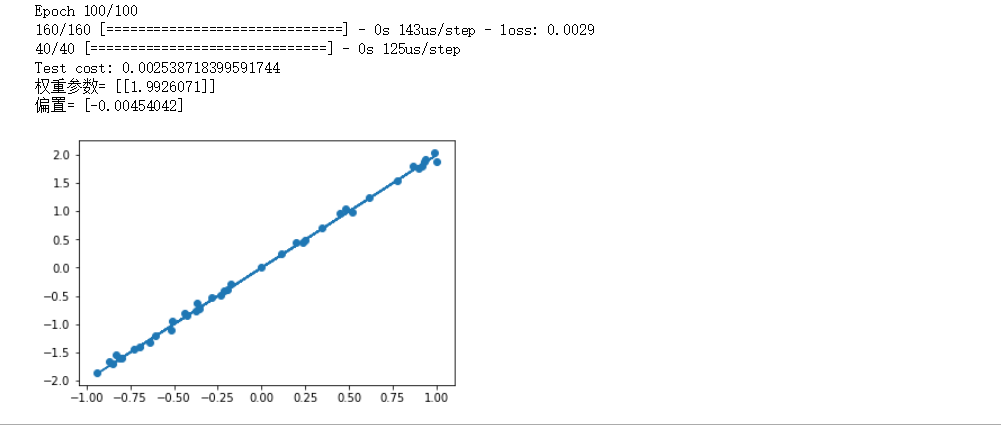 Epoch 100/100
160/160 [==============================] - 0s 143us/step - loss: 0.0029
40/40 [==============================] - 0s 125us/step
Test cost: 0.002538718399591744
权重参数= [[1.9926071]]
偏置= [-0.00454042]
2.0
1.5
1.0
0.5
0.0
−0.5
−1.0
−1.5
−2.0
−1.00 −0.75 −0.50 −0.25 0.00 0.25 0.50 0.75 1.00